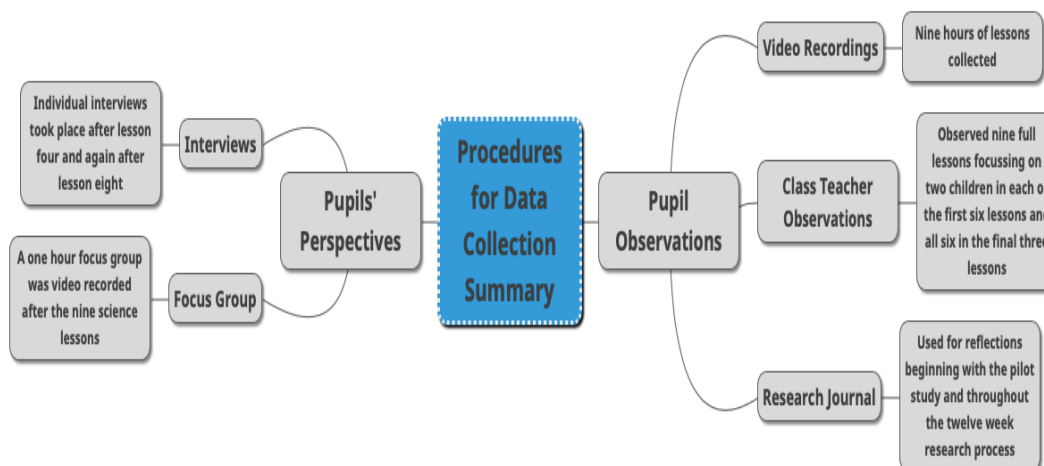 Procedures
for Data
Collection
Summary
Pupils'
Perspectives
Interviews
Individual interviews
took place after lesson
four and again after
lesson eight
Focus Group
A one hour focus group
was video recorded
after the nine science
lessons
Pupil
Observations
Video Recordings
Nine hours of lessons
collected
Class Teacher
Observations
Observed nine full
lessons focussing on
two children in each
the first six lessons
all six in the final three
lessons
Research Journal
Used for reflections
beginning with the pilot
study and throughout
the twelve week
research process